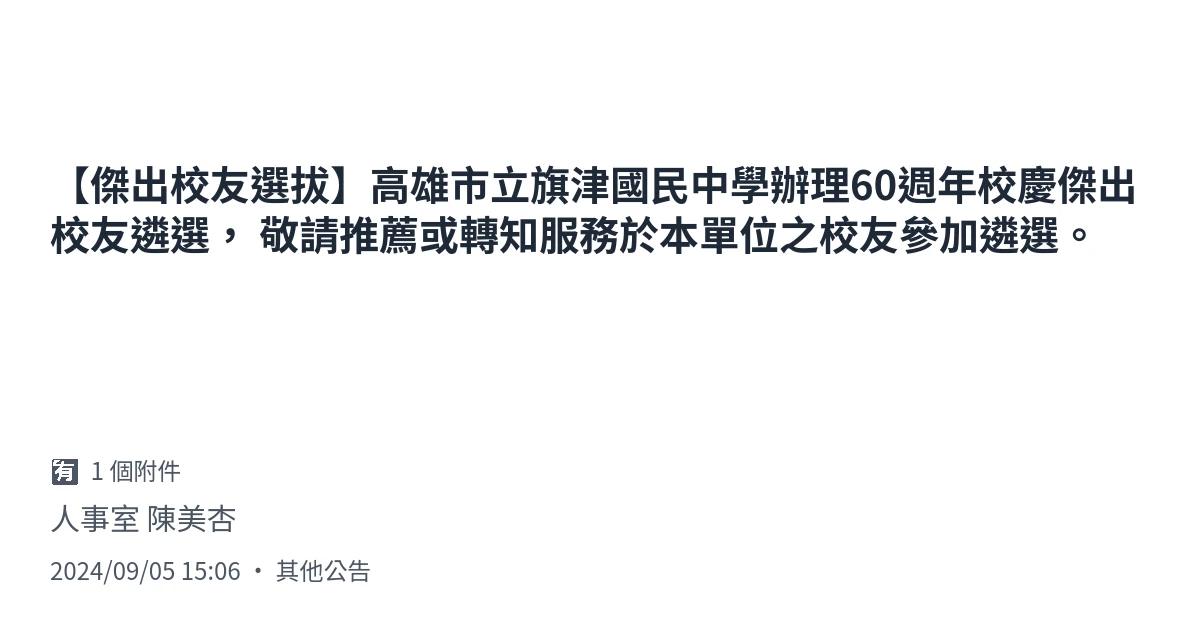 【傑出校友選拔】高雄市立旗津國民中學辦理60週年校慶傑出
校友遴選， 敬請推薦或轉知服務於本單位之校友參加遴選。
有 1 個附件
人事室 陳美杏
2024/09/05 15:06 • 其他公告